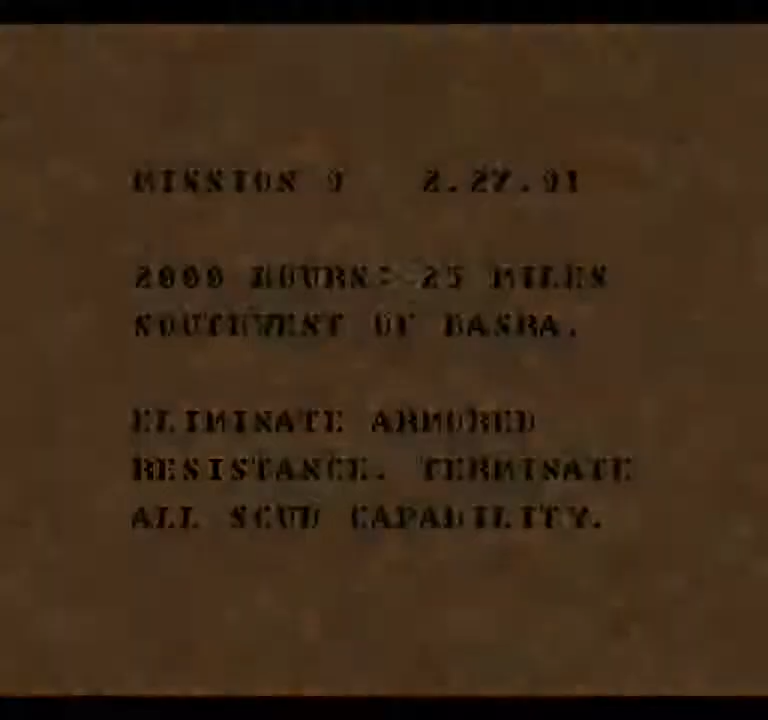 MISSION 9 2.27.91
2000 HOURS: 25 MILES
SOUTHWEST OF BASRA.
ELIMINATE ARMORED
RESISTANCE. TERMINATE
ALL SCUD CAPABILITY.